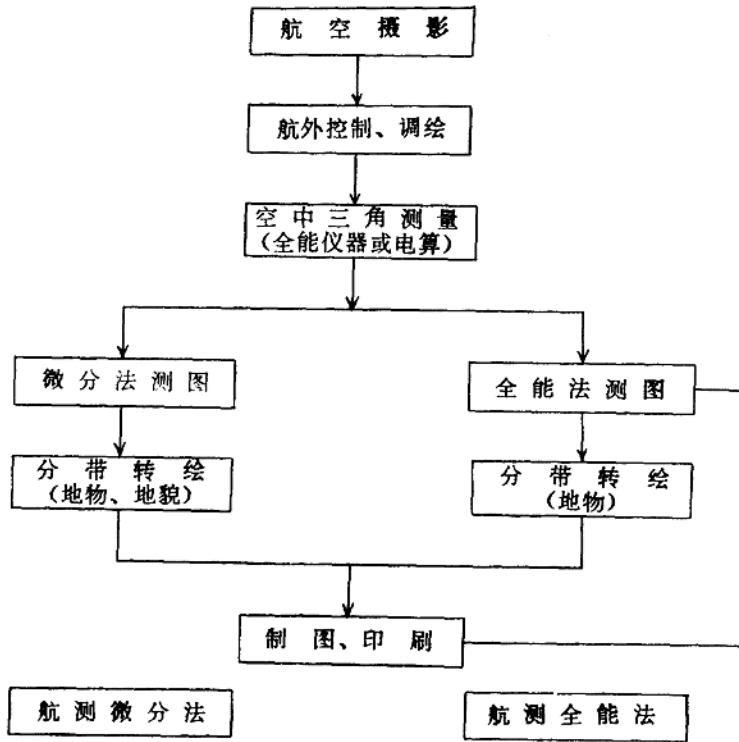 航空摄影
航外控制、调绘
空中三角测量
(全能仪器或电算)
微分法测图
全能法测图
分带转绘
(地物、地貌)
分带转绘
(地物)
制图、印刷
航测微分法
航测全能法